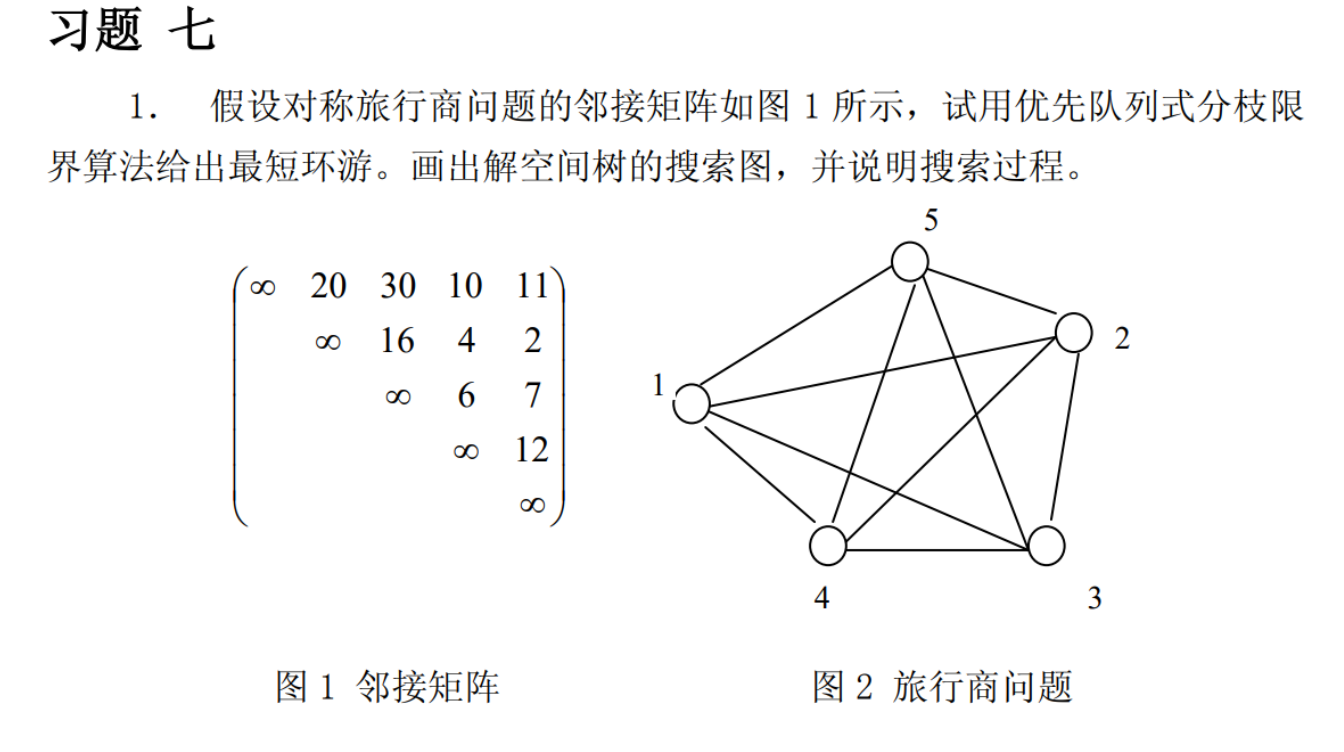 习题 七
1. 假设对称旅行商问题的邻接矩阵如图 1 所示，试用优先队列式分枝限
界算法给出最短环游。画出解空间树的搜索图，并说明搜索过程。
5
∞ 20 30 10 11
∞ 16 4 2
2
1
∞ 6 7
∞ 12
∞
4 3
图 1 邻接矩阵 图 2 旅行商问题